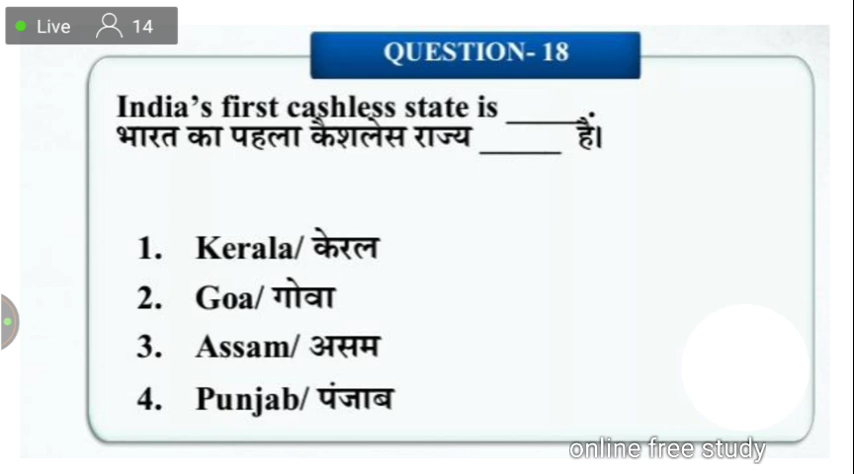 Live 14
QUESTION- 18
India's first cashless state is ______.
भारत का पहला कैशलेस राज्य ______ है।
1. Kerala/ केरल
2. Goa/ गोवा
3. Assam/ असम
4. Punjab/ पंजाब
online free study